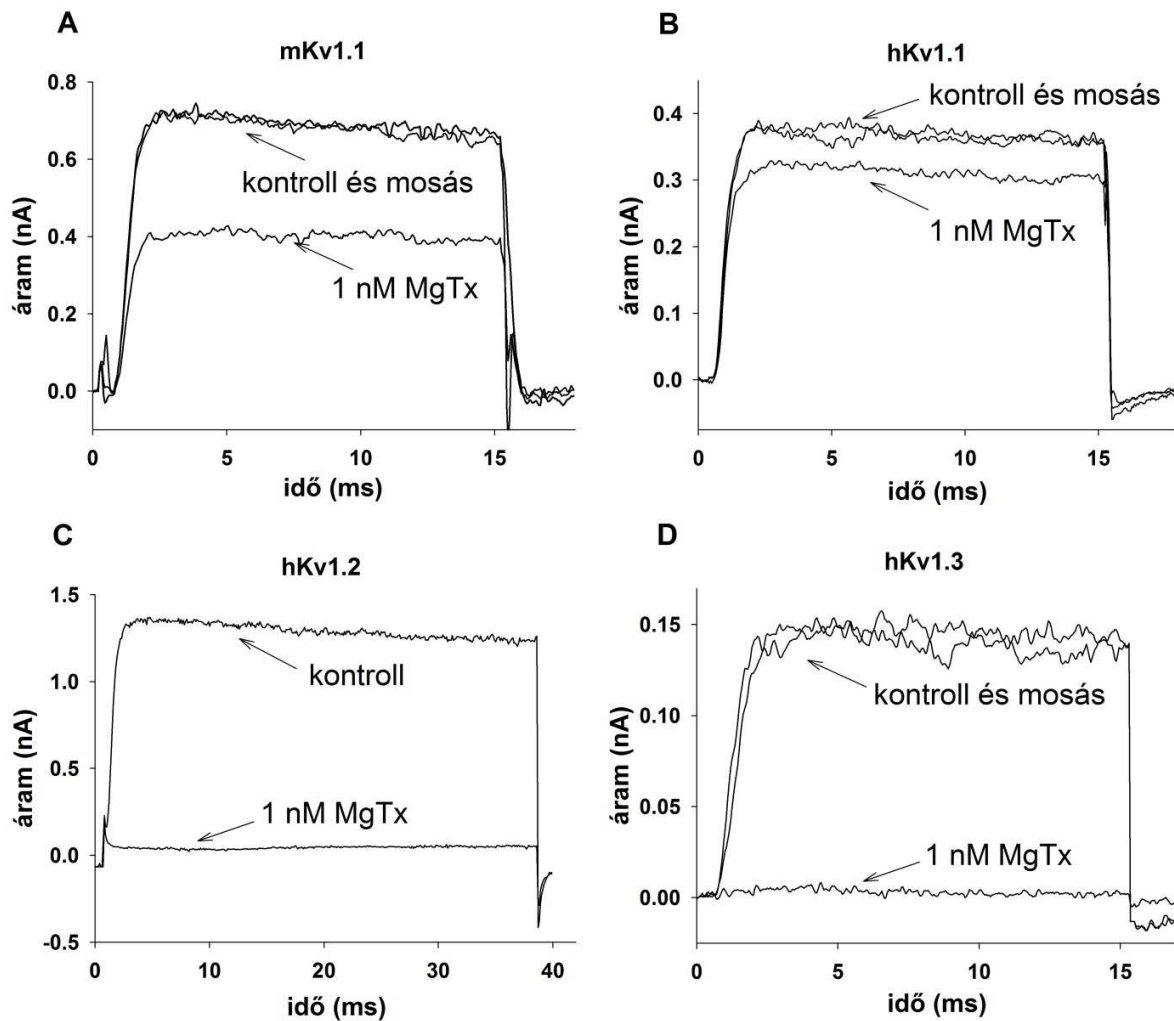 A
mKv1.1
0.8
0.6
0.4
0.2
0.0
áram (nA)
kontroll és mosás
1 nM MgTx
0
5
10
15
idő (ms)
B
hKv1.1
0.4
0.3
0.2
0.1
0.0
áram (nA)
kontroll és mosás
1 nM MgTx
0
5
10
15
idő (ms)
C
hKv1.2
1.5
1.0
0.5
0.0
-0.5
áram (nA)
kontroll
1 nM MgTx
0
10
20
30
40
idő (ms)
D
hKv1.3
0.15
0.10
0.05
0.00
áram (nA)
kontroll és mosás
1 nM MgTx
0
5
10
15
idő (ms)